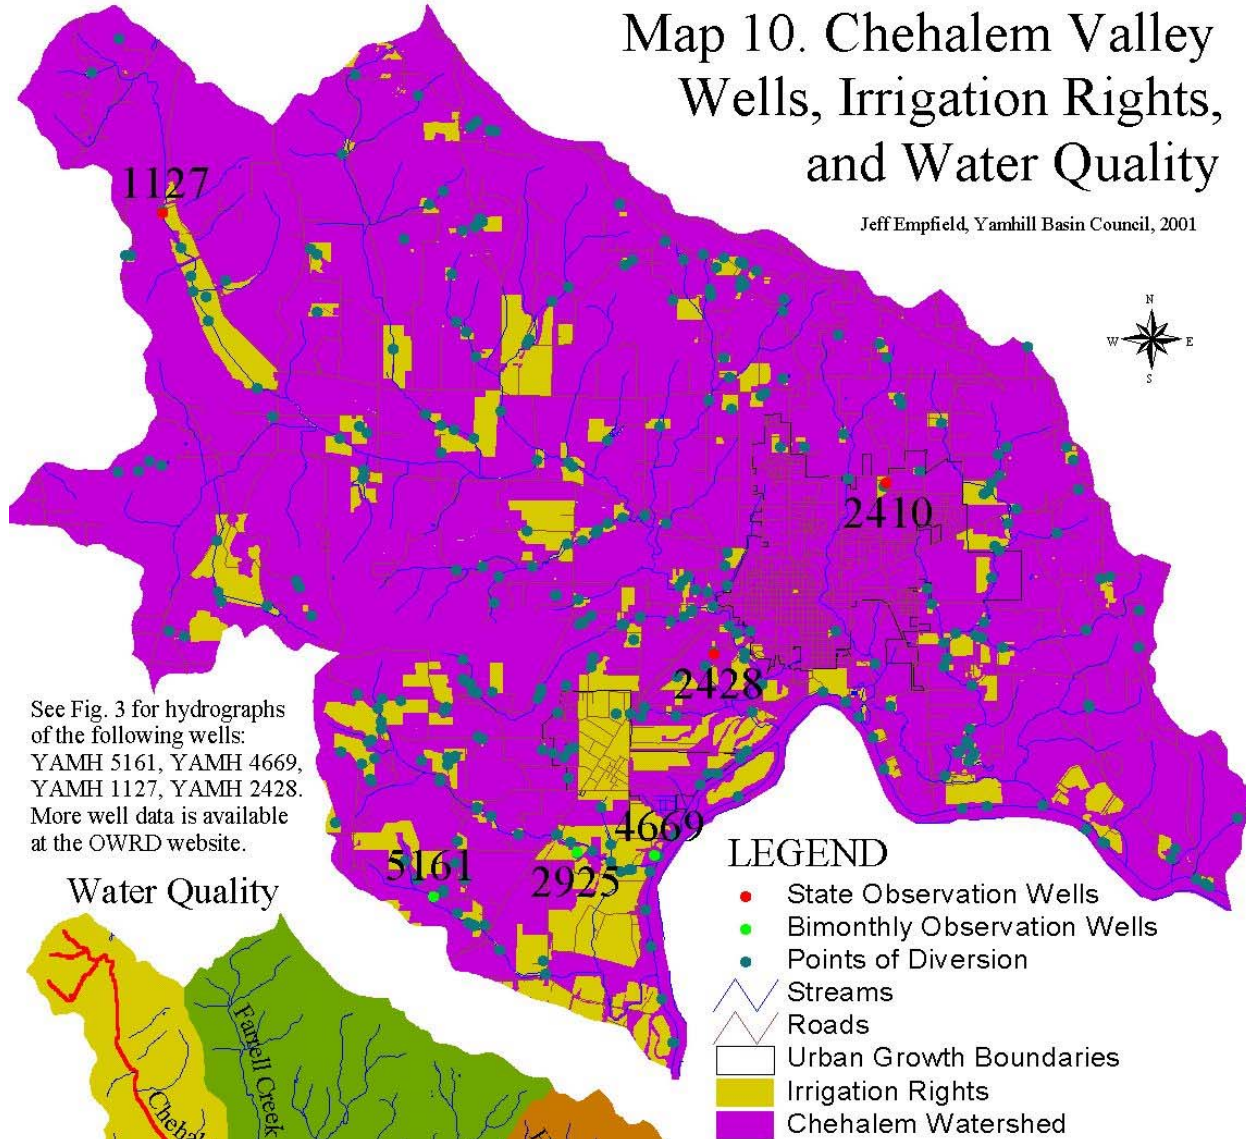 Map 10. Chehalem Valley
Wells, Irrigation Rights,
and Water Quality
Jeff Empfield, Yamhill Basin Council, 2001
N
W E
S
1127
2410
2428
4669
5161
2925
See Fig. 3 for hydrographs
of the following wells:
YAMH 5161, YAMH 4669,
YAMH 1127, YAMH 2428.
More well data is available
at the OWRD website.
Water Quality
Farrell Creek
LEGEND
State Observation Wells
Bimonthly Observation Wells
Points of Diversion
Streams
Roads
Urban Growth Boundaries
Irrigation Rights
Chehalem Watershed